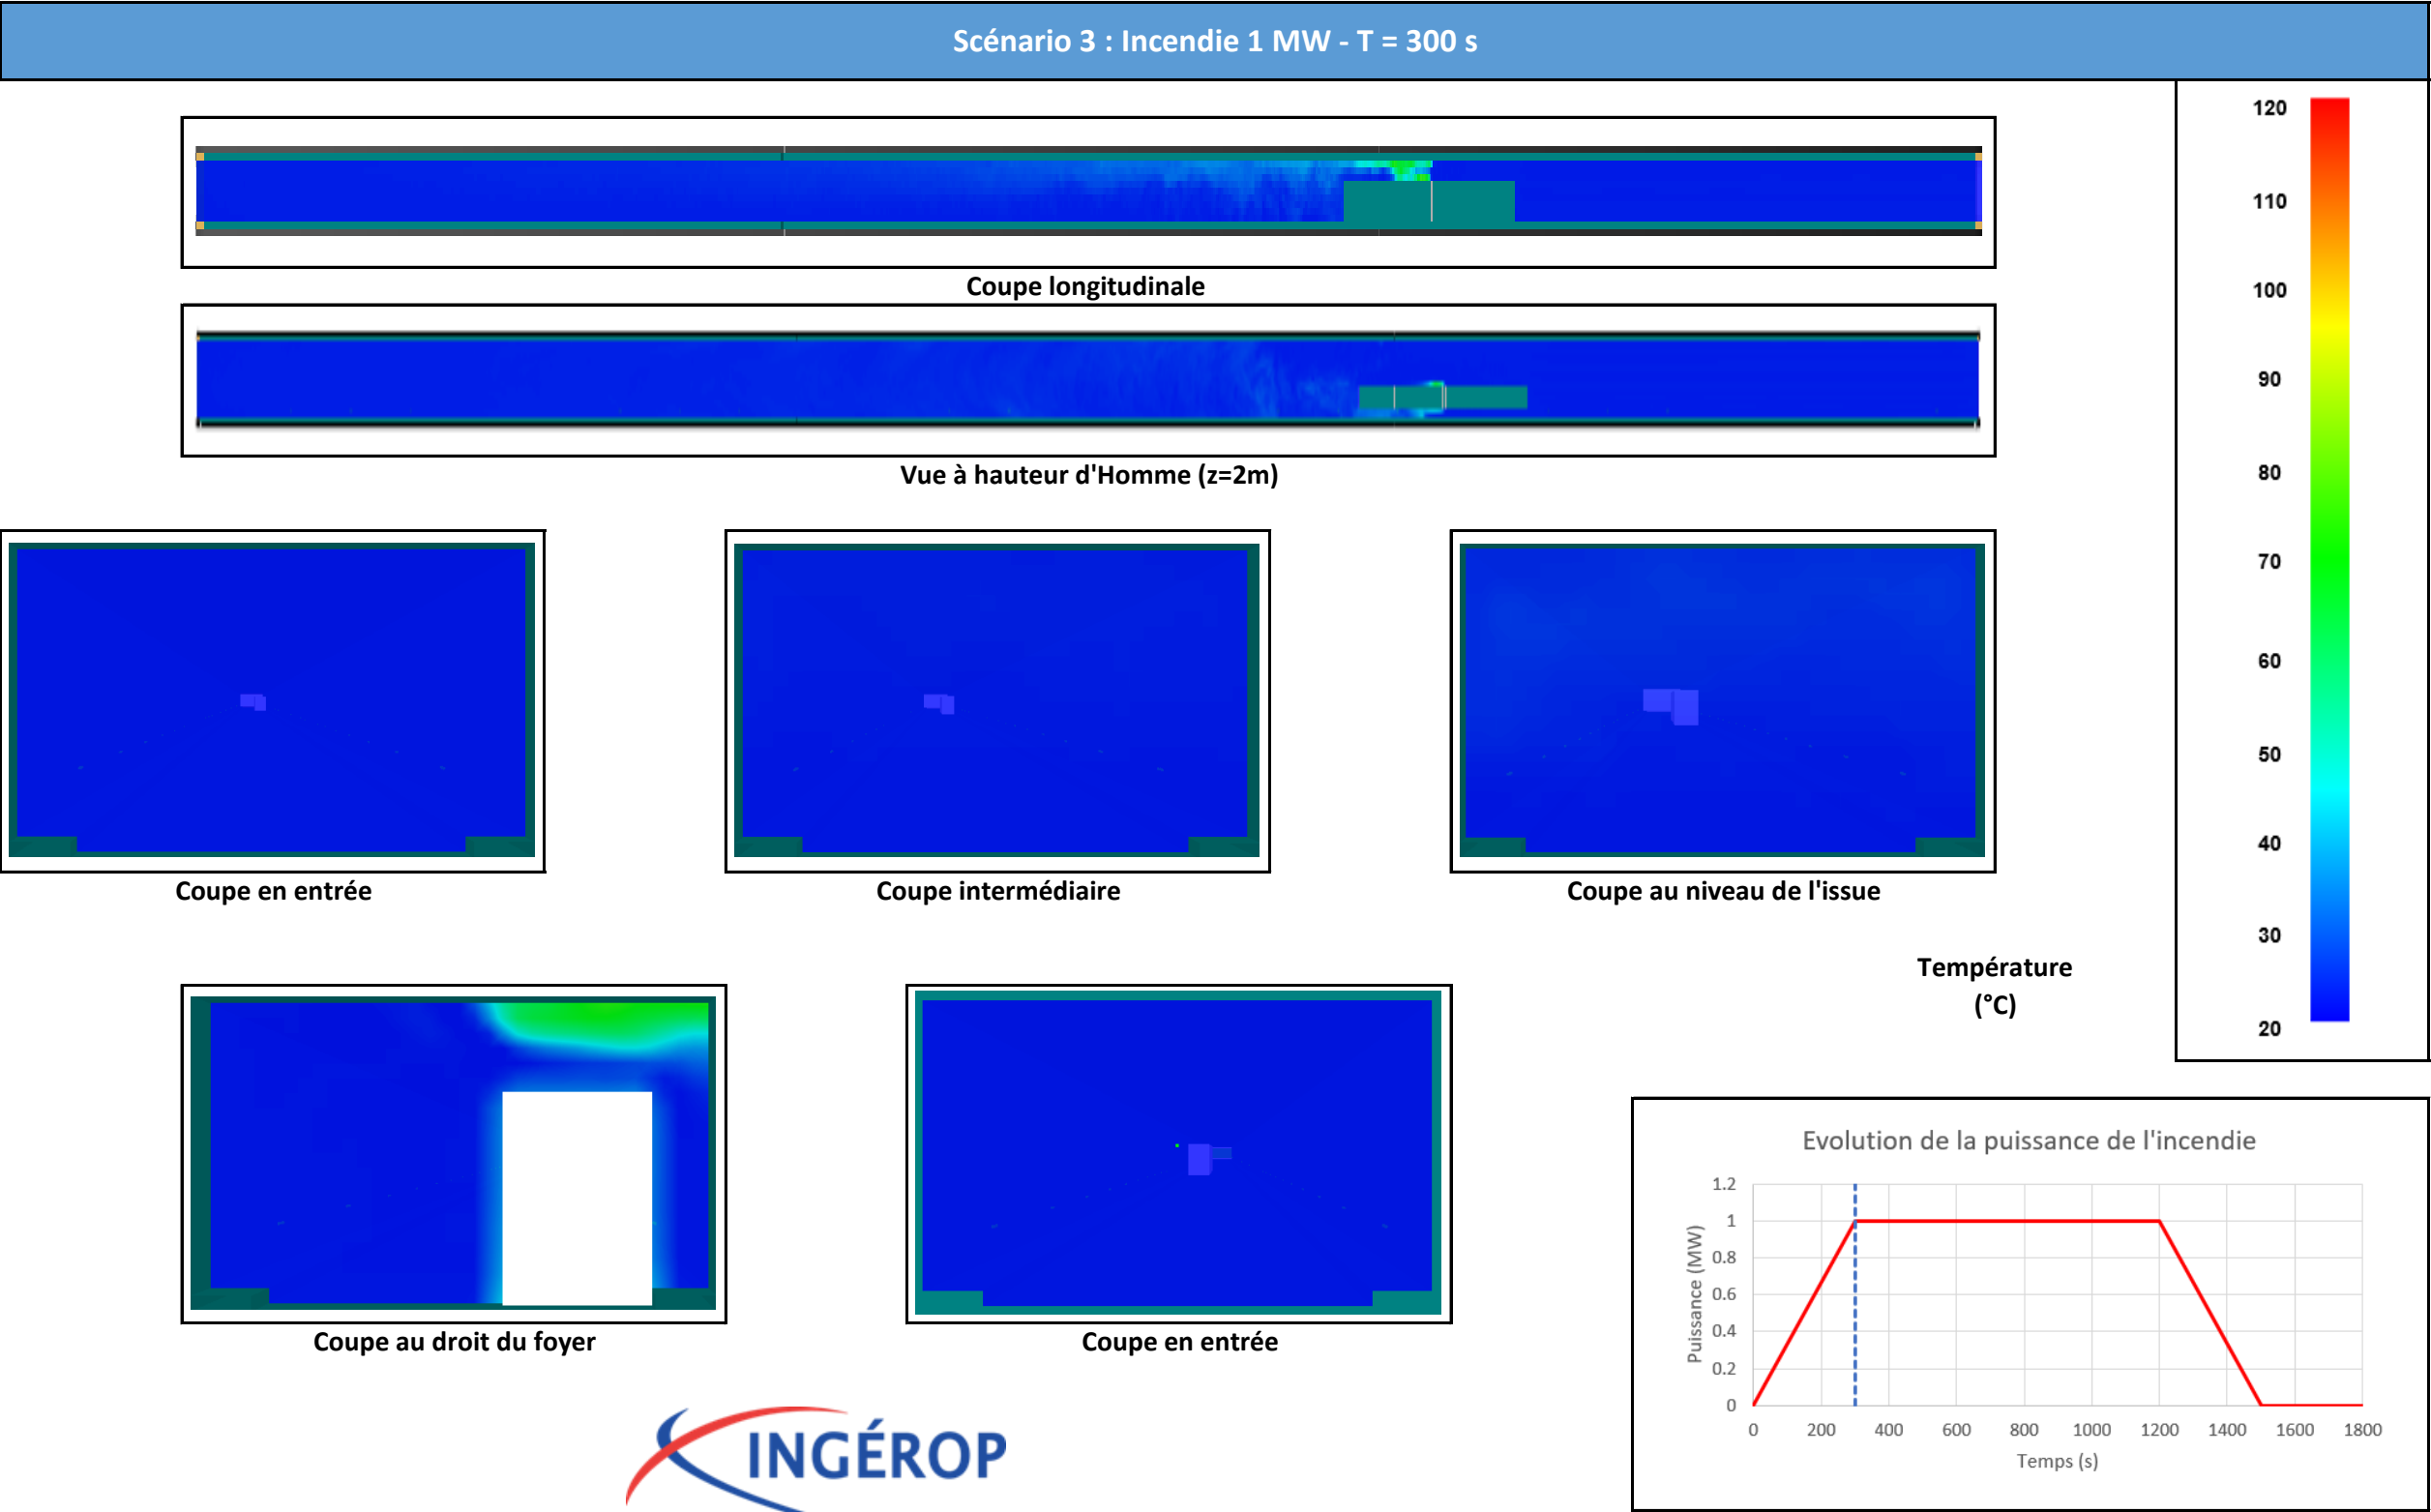 Scénario 3 : Incendie 1 MW - T = 300 s
Coupe longitudinale
Vue à hauteur d'Homme (z=2m)
Coupe en entrée
Coupe intermédiaire
Coupe au niveau de l'issue
Coupe au droit du foyer
Coupe en entrée
120
110
100
90
80
70
60
50
40
30
20
Température
(°C)
Evolution de la puissance de l'incendie
Puissance (MW)
1.2
1
0.8
0.6
0.4
0.2
0
0 200 400 600 800 1000 1200 1400 1600 1800
Temps (s)
INGÉROP